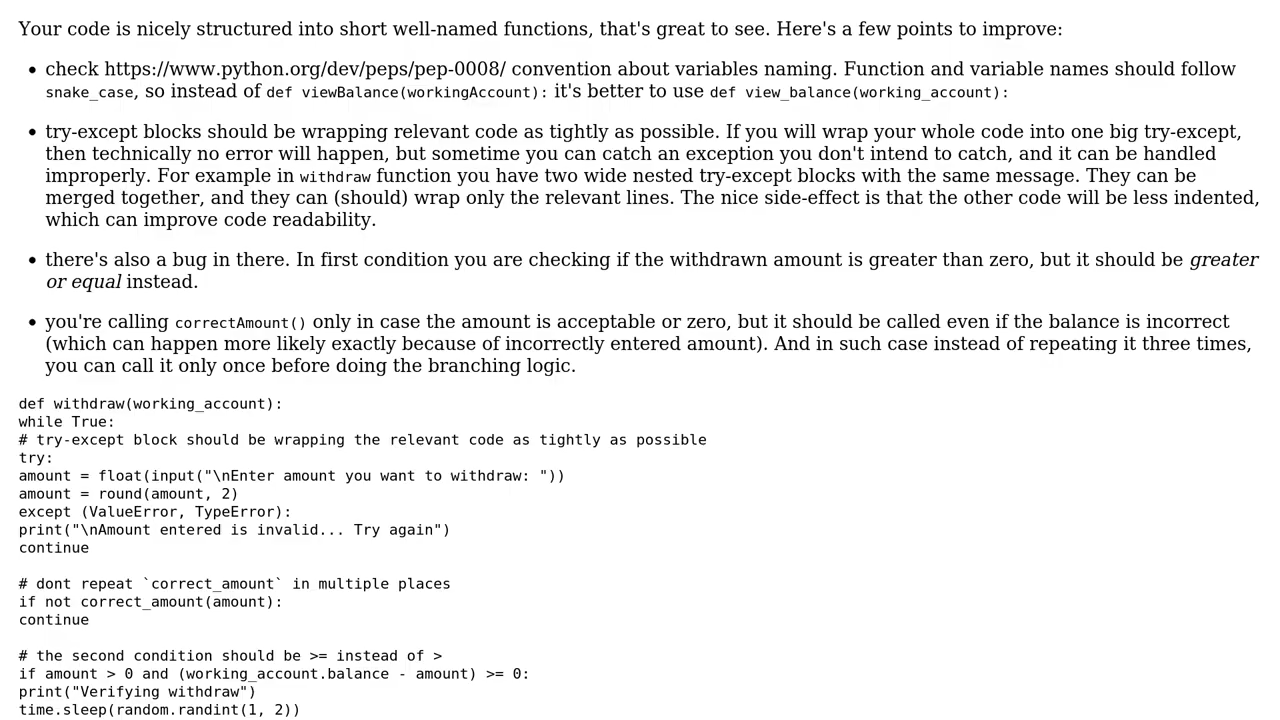 Your code is nicely structured into short well-named functions, that's great to see. Here's a few points to improve:
• check https://www.python.org/dev/peps/pep-0008/ convention about variables naming. Function and variable names should follow
snake_case, so instead of def viewBalance(workingAccount): it's better to use def view_balance(working_account):
• try-except blocks should be wrapping relevant code as tightly as possible. If you will wrap your whole code into one big try-except,
then technically no error will happen, but sometime you can catch an exception you don't intend to catch, and it can be handled
improperly. For example in withdraw function you have two wide nested try-except blocks with the same message. They can be
merged together, and they can (should) wrap only the relevant lines. The nice side-effect is that the other code will be less indented,
which can improve code readability.
• there's also a bug in there. In first condition you are checking if the withdrawn amount is greater than zero, but it should be greater
or equal instead.
• you're calling correctAmount() only in case the amount is acceptable or zero, but it should be called even if the balance is incorrect
(which can happen more likely exactly because of incorrectly entered amount). And in such case instead of repeating it three times,
you can call it only once before doing the branching logic.
def withdraw(working_account):
while True:
# try-except block should be wrapping the relevant code as tightly as possible
try:
amount = float(input("\nEnter amount you want to withdraw: "))
amount = round(amount, 2)
except (ValueError, TypeError):
print("\nAmount entered is invalid... Try again")
continue
# dont repeat `correct_amount` in multiple places
if not correct_amount(amount):
continue
# the second condition should be >= instead of >
if amount > 0 and (working_account.balance - amount) >= 0:
print("Verifying withdraw")
time.sleep(random.randint(1, 2))